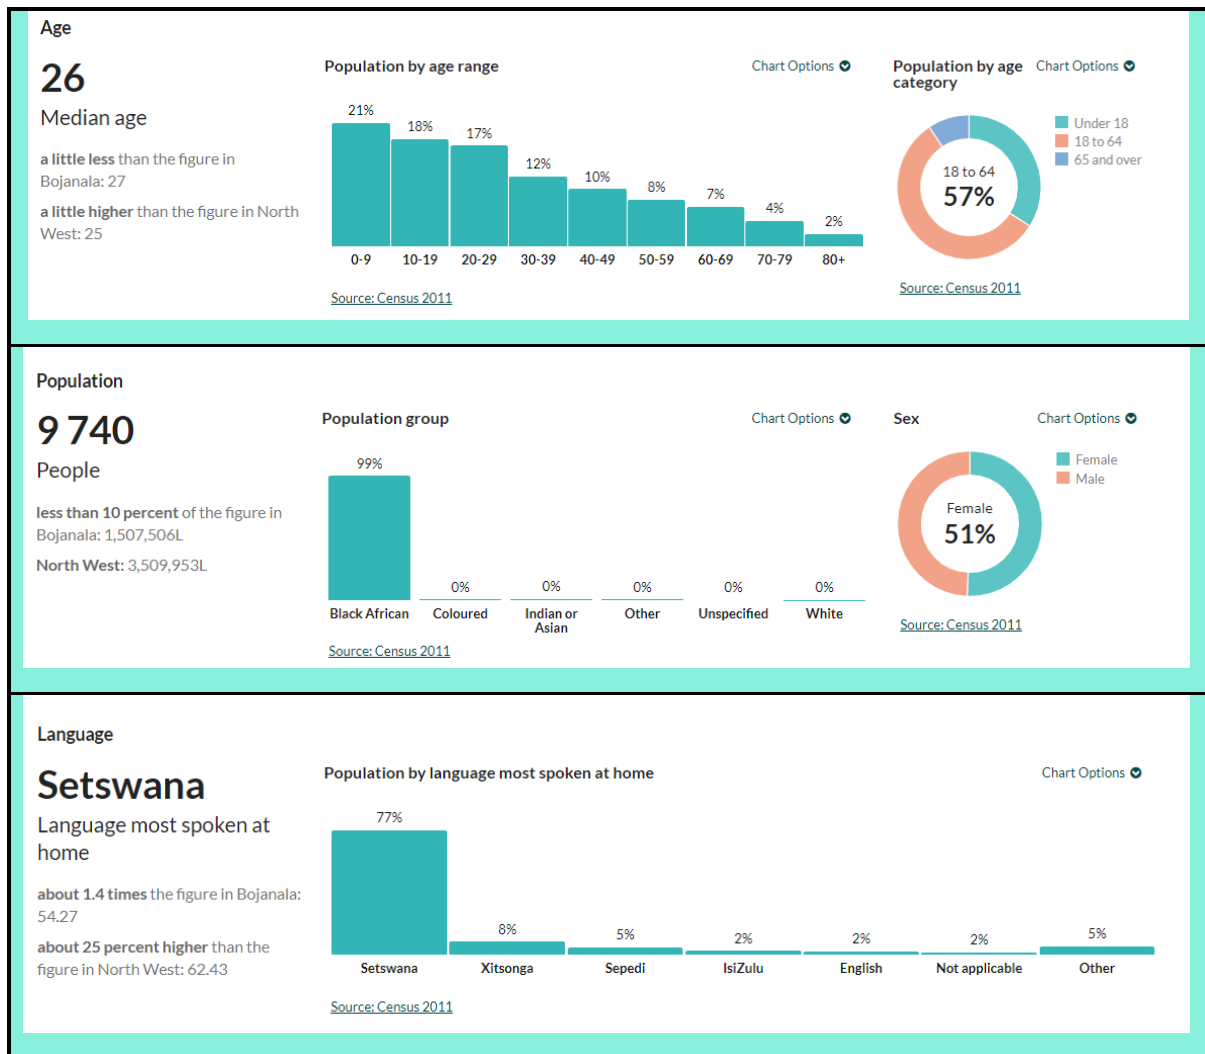 Age
26
Median age
a little less than the figure in
Bojanala: 27
a little higher than the figure in North
West: 25
Population by age range
Chart Options
21%
18%
17%
12%
10%
8%
7%
4%
2%
0-9
10-19
20-29
30-39
40-49
50-59
60-69
70-79
80+
Source: Census 2011
Population by age
category
Chart Options
Under 18
18 to 64
65 and over
18 to 64
57%
Source: Census 2011
Population
9 740
People
less than 10 percent of the figure in
Bojanala: 1,507,506L
North West: 3,509,953L
Population group
Chart Options
99%
0%
0%
0%
0%
0%
Black African
Coloured
Indian or
Asian
Other
Unspecified
White
Source: Census 2011
Sex
Chart Options
Female
Male
Female
51%
Source: Census 2011
Language
Setswana
Language most spoken at
home
about 1.4 times the figure in Bojanala:
54.27
about 25 percent higher than the
figure in North West: 62.43
Population by language most spoken at home
Chart Options
77%
8%
5%
2%
2%
2%
5%
Setswana
Xitsonga
Sepedi
IsiZulu
English
Not applicable
Other
Source: Census 2011